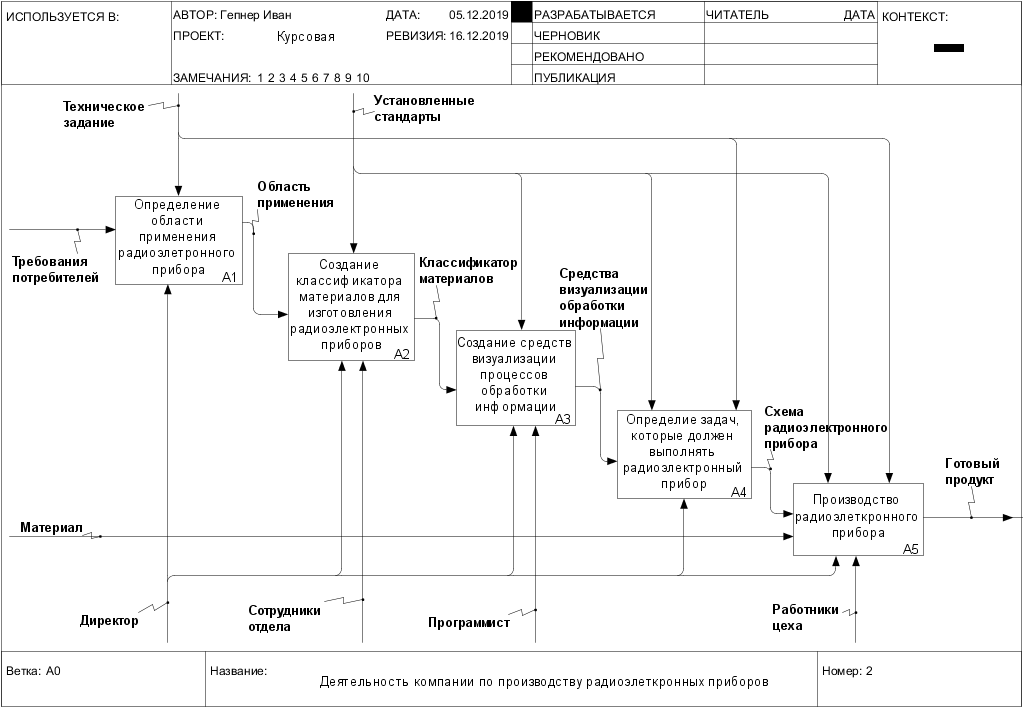 ИСПОЛЬЗУЕТСЯ В:
АВТОР: Гепнер Иван
ДАТА: 05.12.2019
РАЗРАБАТЫВАЕТСЯ
ЧИТАТЕЛЬ
ДАТА
КОНТЕКСТ:
ПРОЕКТ: Курсовая
РЕВИЗИЯ: 16.12.2019
ЧЕРНОВИК
РЕКОМЕНДОВАНО
ЗАМЕЧАНИЯ: 1 2 3 4 5 6 7 8 9 10
ПУБЛИКАЦИЯ
Техническое
задание
Установленные
стандарты
Область
применения
Определение
области
применения
радиоэлетронного
прибора
A1
Требования
потребителей
Создание
классификатора
материалов для
изготовления
радиоэлектронных
приборов
A2
Классификатор
материалов
Средства
визуализации
обработки
информации
Создание средств
визуализации
процессов
обработки
информации
A3
Определие задач,
которые должен
выполнять
радиоэлектронный
прибор
A4
Схема
радиоэлектронного
прибора
Готовый
продукт
Производство
радиоэлеткронного
прибора
A5
Материал
Директор
Сотрудники
отдела
Программист
Работники
цеха
Ветка: A0
Название:
Деятельность компании по производству радиоэлеткронных приборов
Номер: 2